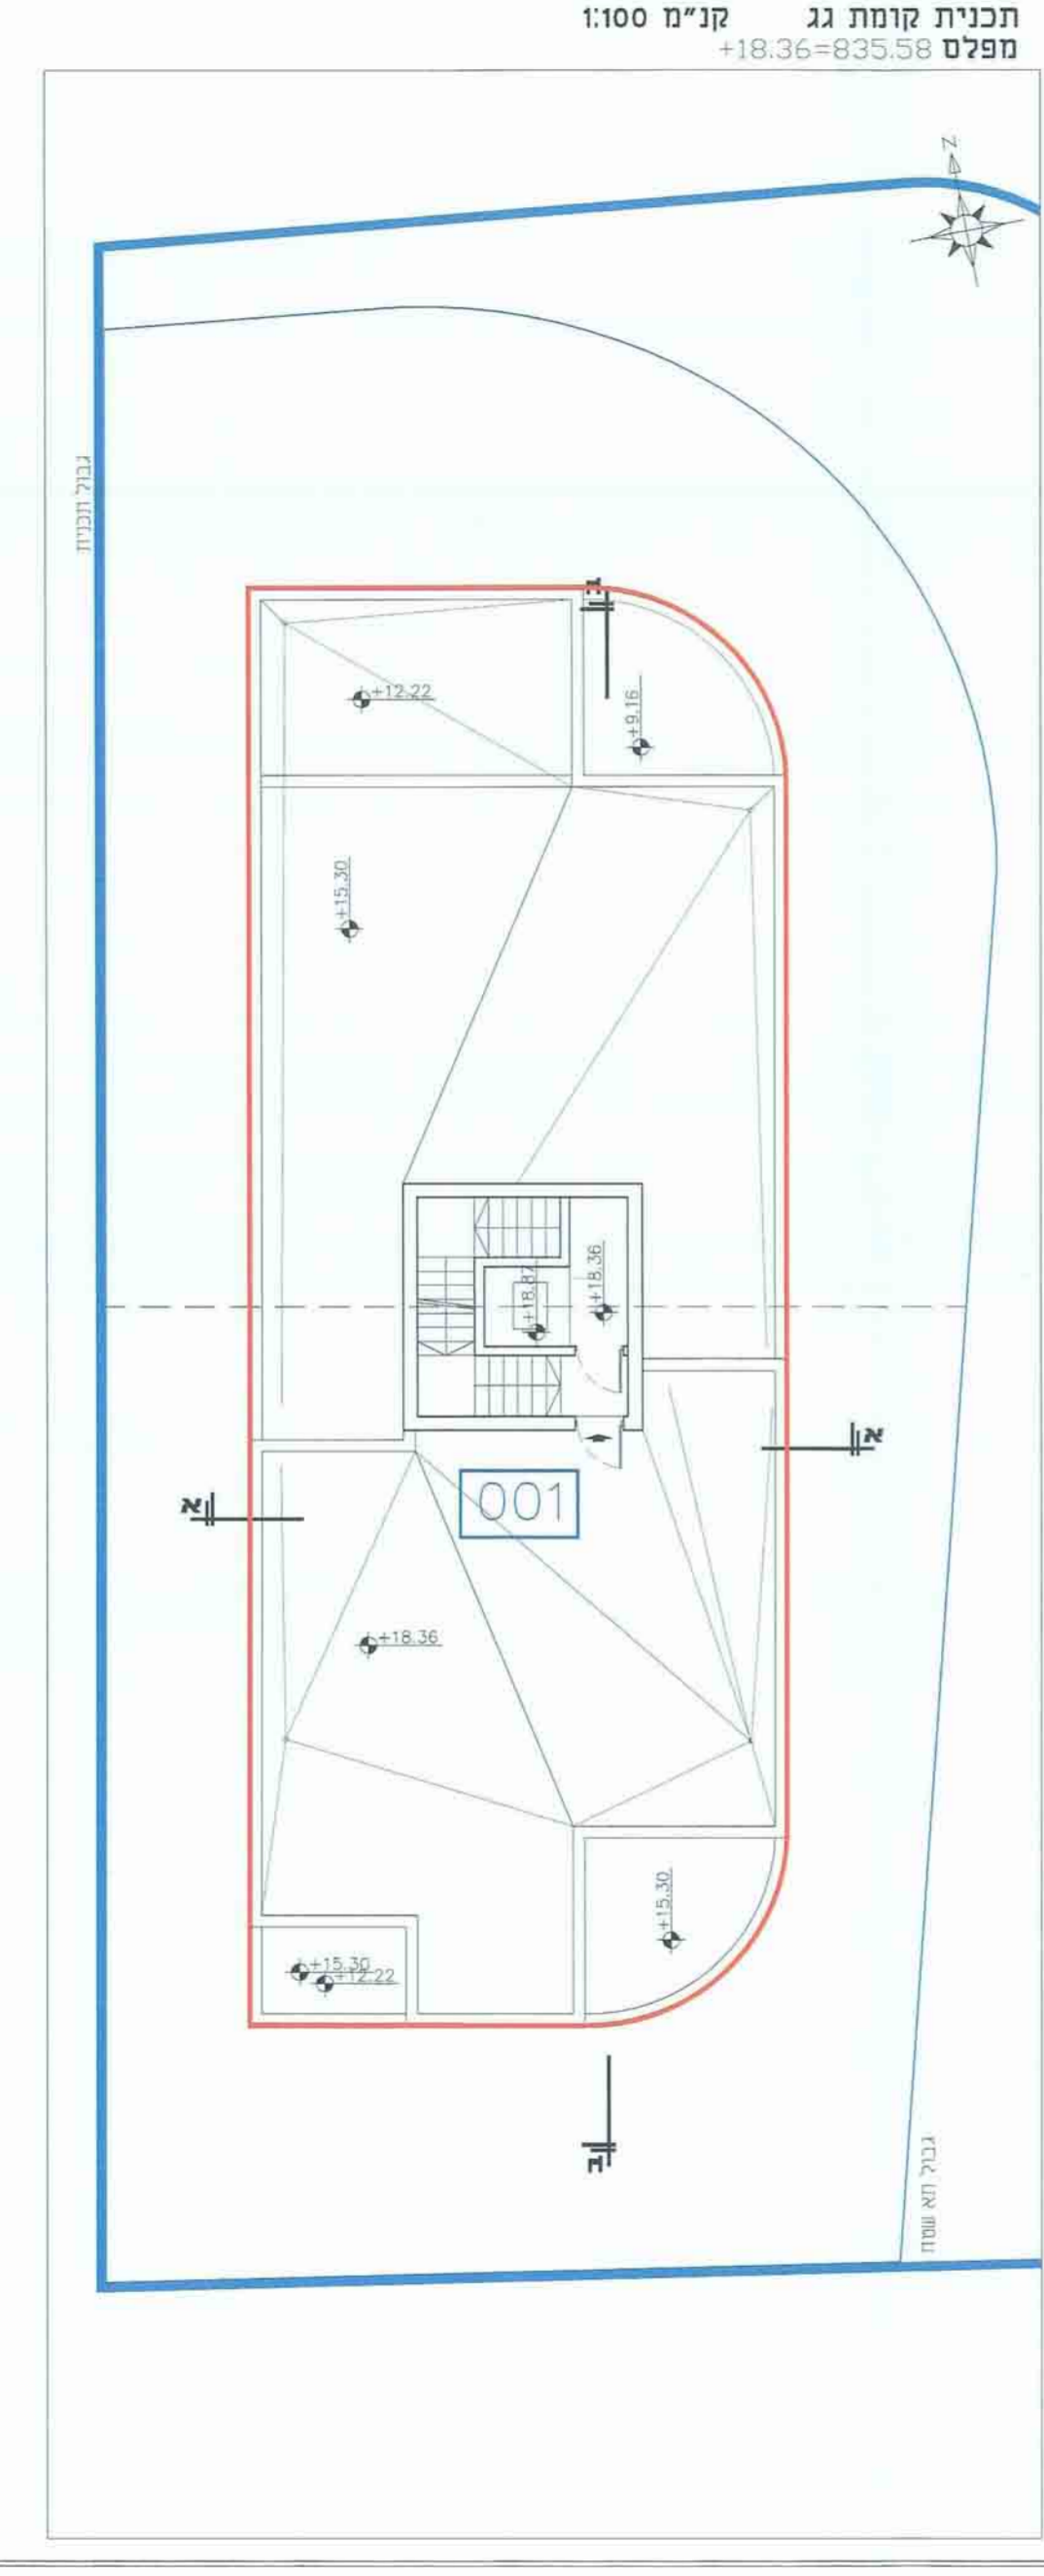 תכנית קומת גג קנ"מ 1:100
מפלס 835.58=18.36+
N
גבול תכנית
ב
+12.22
+9.16
+15.30
+18.87
+18.36
א
א
001
+18.36
+15.30
+15.30
+12.22
ב
גבול תא שטח